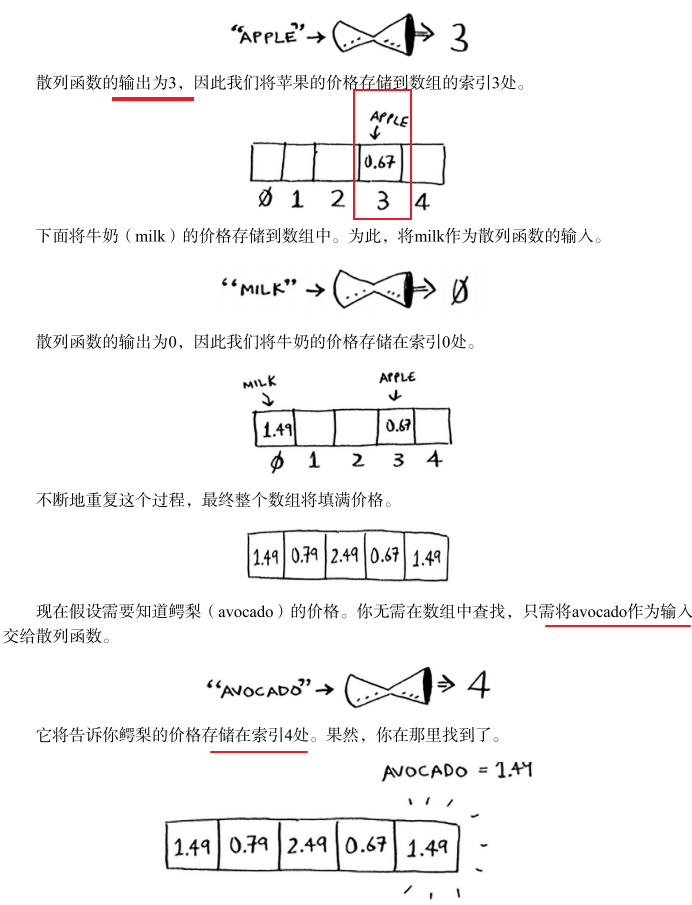 “APPLE”→ ⇒ 3
散列函数的输出为3，因此我们将苹果的价格存储到数组的索引3处。
APPLE
0.67
0 1 2 3 4
下面将牛奶（milk）的价格存储到数组中。为此，将milk作为散列函数的输入。
“MILK” → ⇒ 0
散列函数的输出为0，因此我们将牛奶的价格存储在索引0处。
MILK APPLE
1.49 0.67
0 1 2 3 4
不断地重复这个过程，最终整个数组将填满价格。
1.49 0.79 2.49 0.67 1.49
现在假设需要知道鳄梨（avocado）的价格。你无需在数组中查找，只需将avocado作为输入
交给散列函数。
“AVOCADO”→ ⇒ 4
它将告诉你鳄梨的价格存储在索引4处。果然，你在那里找到了。
AVOCADO = 1.49
1.49 0.79 2.49 0.67 1.49